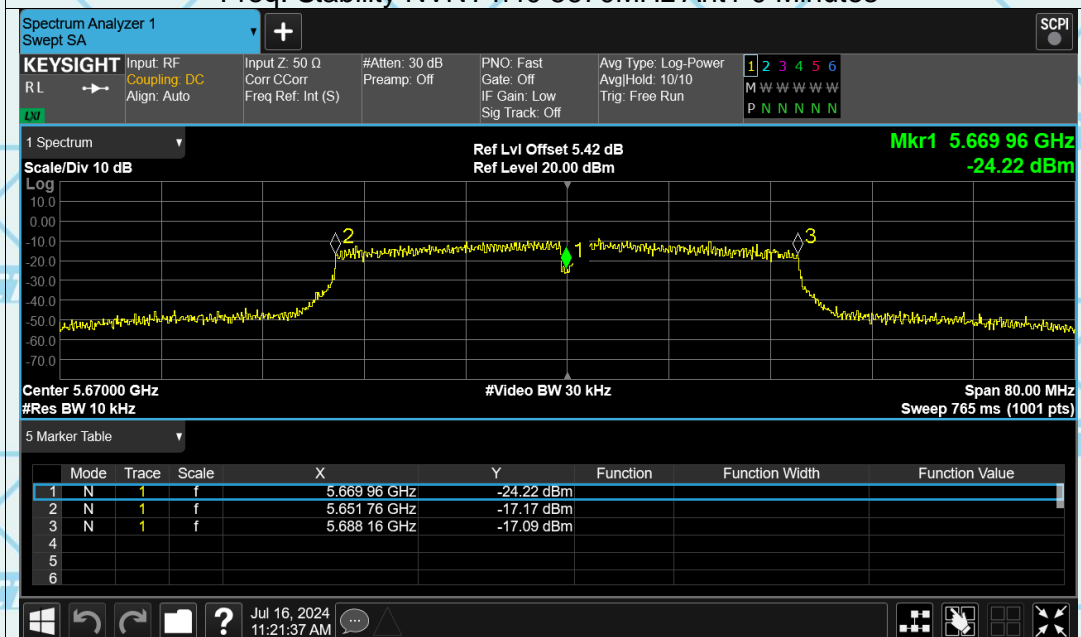 Spectrum Analyzer 1
Swept SA
+
SCPI
KEYSIGHT
RL
LXI
Input: RF
Coupling: DC
Align: Auto
Input Z: 50 Ω
Corr CCorr
Freq Ref: Int (S)
#Atten: 30 dB
Preamp: Off
PNO: Fast
Gate: Off
IF Gain: Low
Sig Track: Off
Avg Type: Log-Power
Avg|Hold: 10/10
Trig: Free Run
1 2 3 4 5 6
M W W W W W
P N N N N N
1 Spectrum
Scale/Div 10 dB
Ref Lvl Offset 5.42 dB
Ref Level 20.00 dBm
Mkr1 5.669 96 GHz
-24.22 dBm
Log
10.0
0.00
-10.0
-20.0
-30.0
-40.0
-50.0
-60.0
-70.0
2
1
3
Center 5.67000 GHz
#Video BW 30 kHz
Span 80.00 MHz
#Res BW 10 kHz
Sweep 765 ms (1001 pts)
5 Marker Table
Mode Trace Scale X Y Function Function Width Function Value
1 N 1 f 5.669 96 GHz -24.22 dBm
2 N 1 f 5.651 76 GHz -17.17 dBm
3 N 1 f 5.688 16 GHz -17.09 dBm
4
5
6
?
Jul 16, 2024
11:21:37 AM